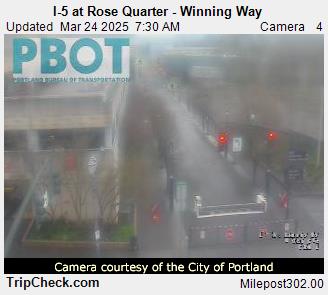 I-5 at Rose Quarter - Winning Way
Updated Mar 24 2025 7:30 AM Camera 4
PBOT
PORTLAND BUREAU OF TRANSPORTATION
Camera courtesy of the City of Portland
TripCheck.com Milepost302.00